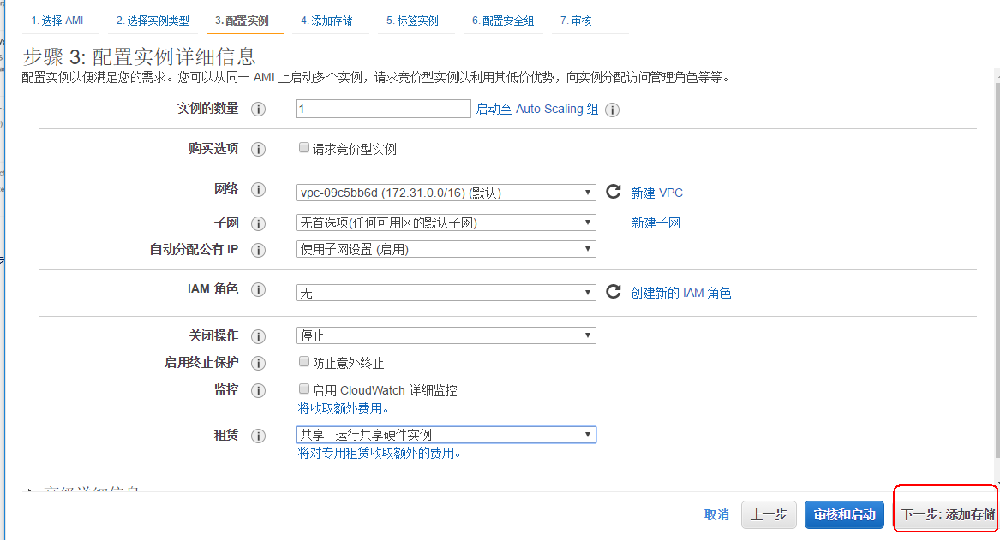 1. 选择 AMI 2. 选择实例类型 3. 配置实例 4. 添加存储 5. 标签实例 6. 配置安全组 7. 审核
步骤 3: 配置实例详细信息
配置实例以便满足您的需求。您可以从同一 AMI 上启动多个实例，请求竞价型实例以利用其低价优势，向实例分配访问管理角色等等。
实例的数量 1 启动至 Auto Scaling 组
购买选项 请求竞价型实例
网络 vpc-09c5bb6d (172.31.0.0/16) (默认) 新建 VPC
子网 无首选项(任何可用区的默认子网) 新建子网
自动分配公有 IP 使用子网设置 (启用)
IAM 角色 无 创建新的 IAM 角色
关闭操作 停止
启用终止保护 防止意外终止
监控 启用 CloudWatch 详细监控
将收取额外费用。
租赁 共享 - 运行共享硬件实例
将对专用租赁收取额外的费用。
高级详细信息
取消 上一步 审核和启动 下一步: 添加存储